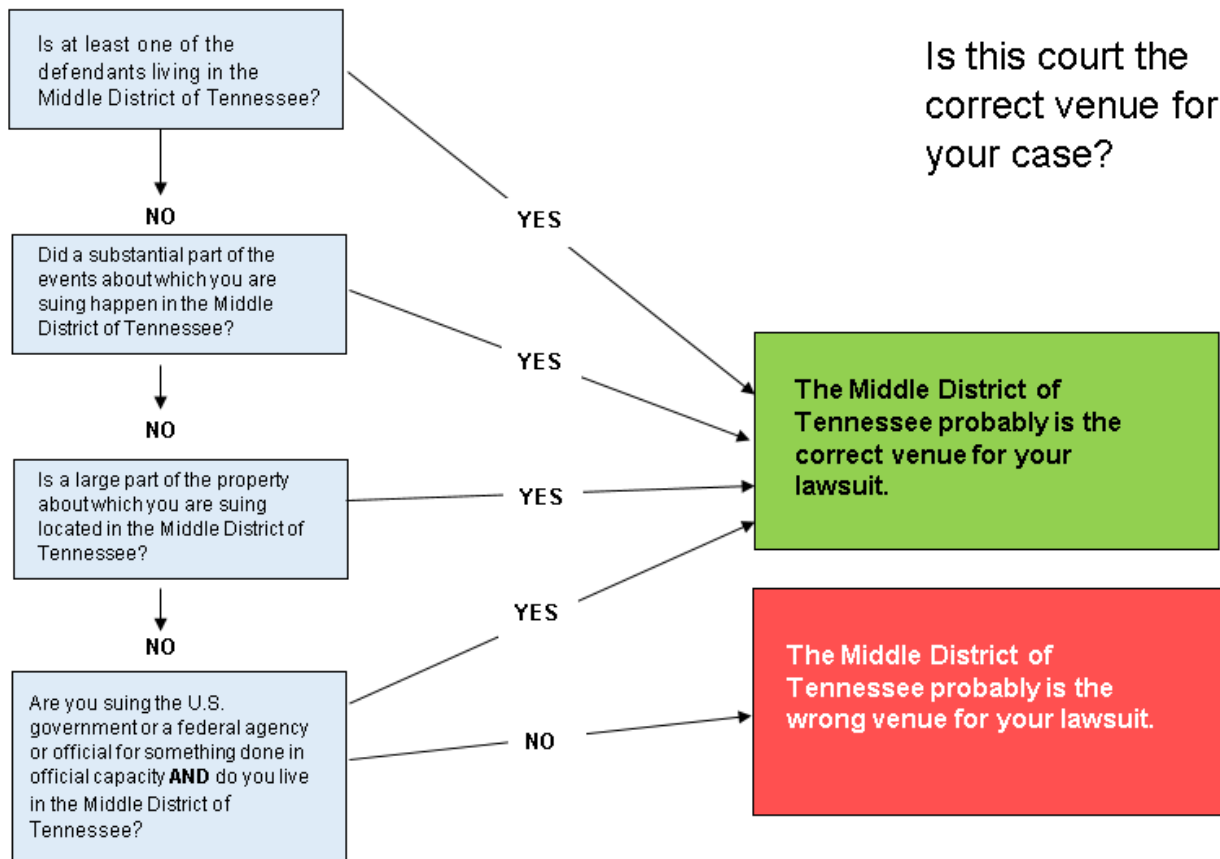 Is this court the
correct venue for
your case?
Is at least one of the
defendants living in the
Middle District of Tennessee?
YES
NO
Did a substantial part of the
events about which you are
suing happen in the Middle
District of Tennessee?
YES
NO
Is a large part of the property
about which you are suing
located in the Middle District of
Tennessee?
YES
NO
Are you suing the U.S.
government or a federal agency
or official for something done in
official capacity AND do you live
in the Middle District of
Tennessee?
YES
NO
The Middle District of
Tennessee probably is the
correct venue for your
lawsuit.
The Middle District of
Tennessee probably is the
wrong venue for your lawsuit.